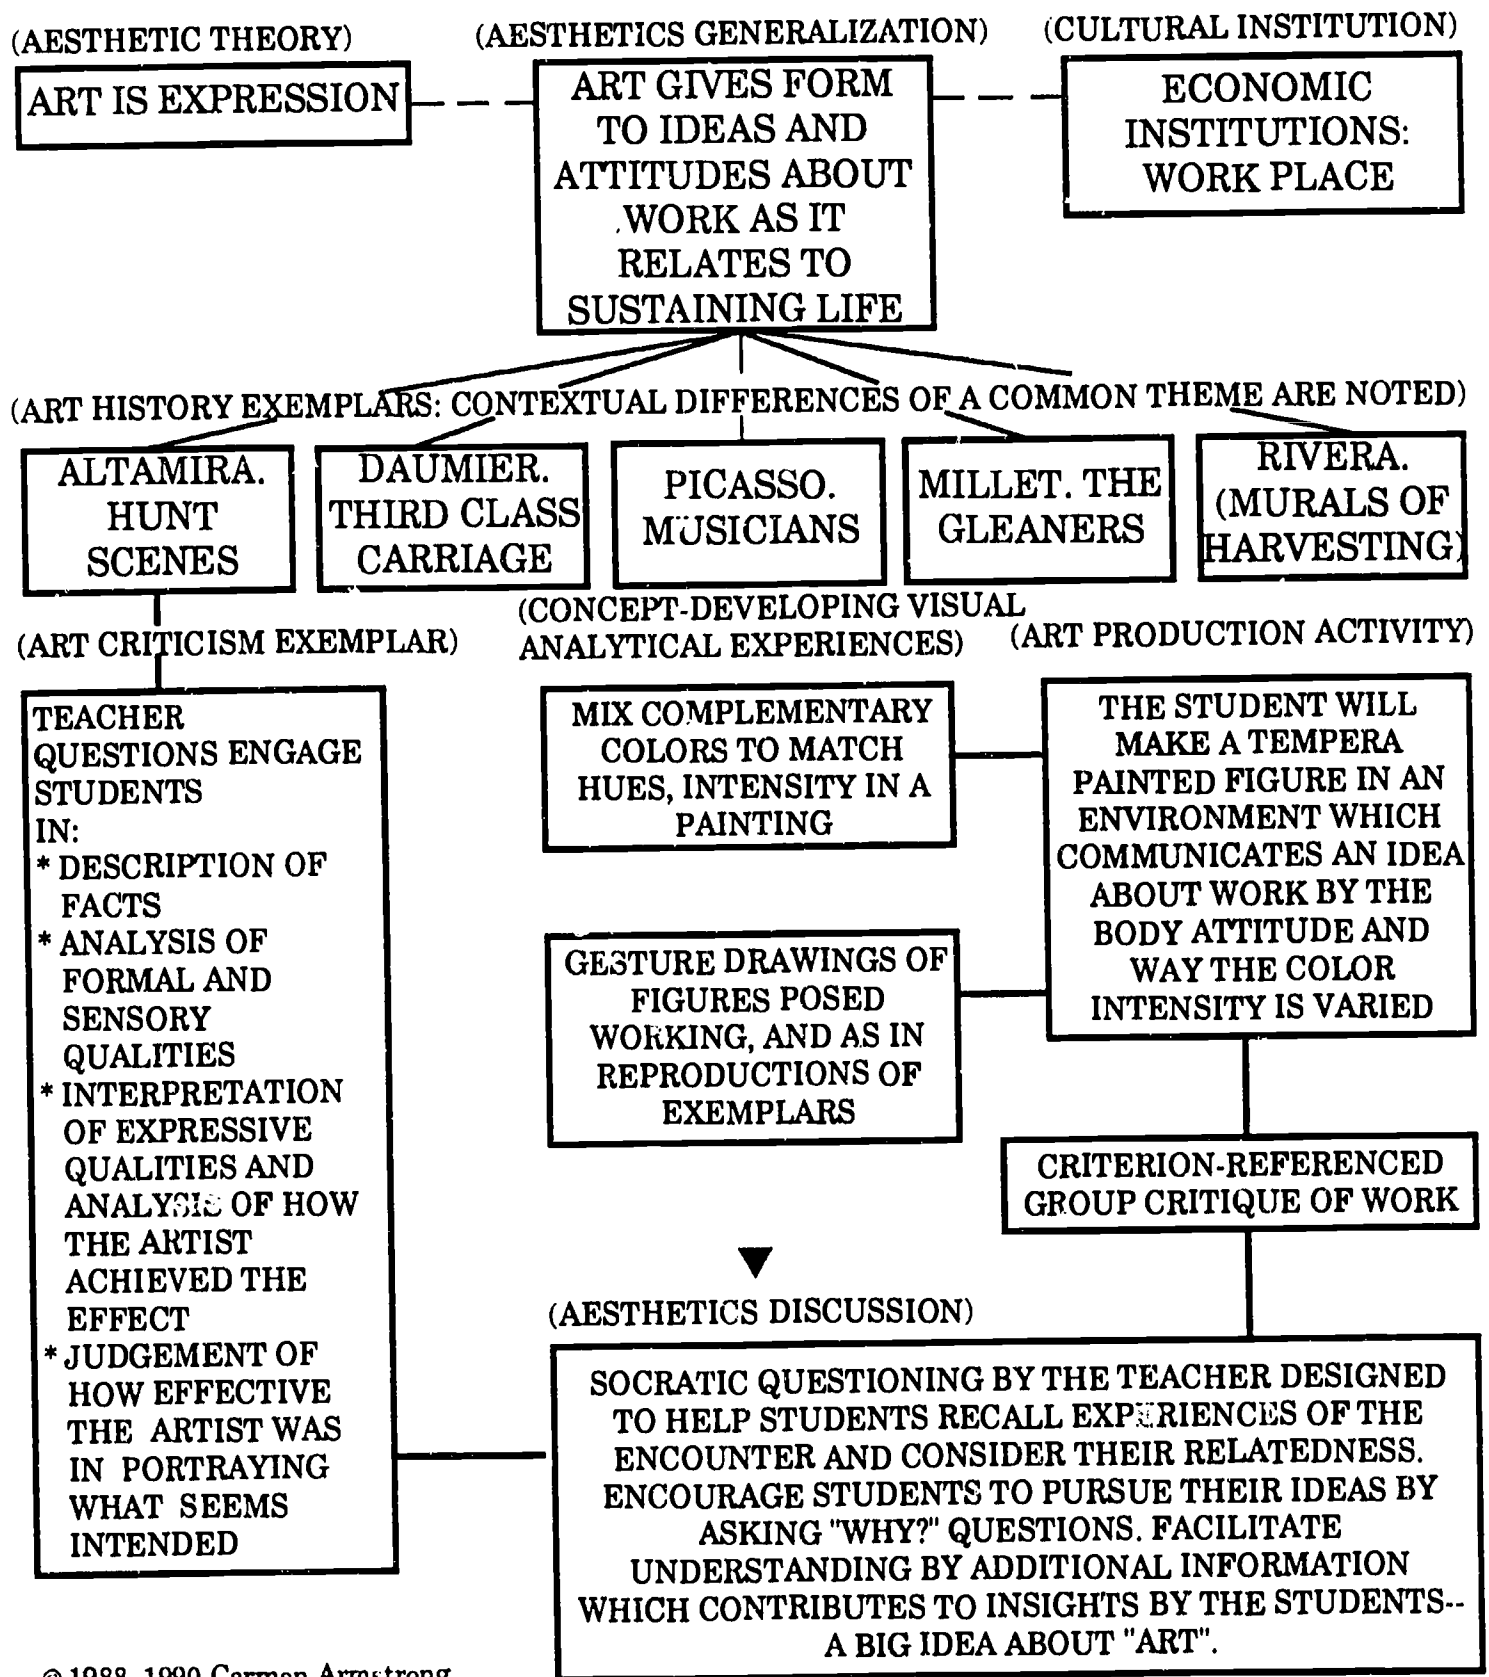 (AESTHETIC THEORY)
ART IS EXPRESSION
(AESTHETICS GENERALIZATION)
ART GIVES FORM
TO IDEAS AND
ATTITUDES ABOUT
WORK AS IT
RELATES TO
SUSTAINING LIFE
(CULTURAL INSTITUTION)
ECONOMIC
INSTITUTIONS:
WORK PLACE
(ART HISTORY EXEMPLARS: CONTEXTUAL DIFFERENCES OF A COMMON THEME ARE NOTED)
ALTAMIRA.
HUNT
SCENES
DAUMIER.
THIRD CLASS
CARRIAGE
PICASSO.
MUSICIANS
MILLET. THE
GLEANERS
RIVERA.
(MURALS OF
HARVESTING)
(ART CRITICISM EXEMPLAR)
TEACHER
QUESTIONS ENGAGE
STUDENTS
IN:
* DESCRIPTION OF
FACTS
* ANALYSIS OF
FORMAL AND
SENSORY
QUALITIES
* INTERPRETATION
OF EXPRESSIVE
QUALITIES AND
ANALYSIS OF HOW
THE ARTIST
ACHIEVED THE
EFFECT
* JUDGEMENT OF
HOW EFFECTIVE
THE ARTIST WAS
IN PORTRAYING
WHAT SEEMS
INTENDED
(CONCEPT-DEVELOPING VISUAL
ANALYTICAL EXPERIENCES)
MIX COMPLEMENTARY
COLORS TO MATCH
HUES, INTENSITY IN A
PAINTING
GESTURE DRAWINGS OF
FIGURES POSED
WORKING, AND AS IN
REPRODUCTIONS OF
EXEMPLARS
(ART PRODUCTION ACTIVITY)
THE STUDENT WILL
MAKE A TEMPERA
PAINTED FIGURE IN AN
ENVIRONMENT WHICH
COMMUNICATES AN IDEA
ABOUT WORK BY THE
BODY ATTITUDE AND
WAY THE COLOR
INTENSITY IS VARIED
CRITERION-REFERENCED
GROUP CRITIQUE OF WORK
(AESTHETICS DISCUSSION)
SOCRATIC QUESTIONING BY THE TEACHER DESIGNED
TO HELP STUDENTS RECALL EXPERIENCES OF THE
ENCOUNTER AND CONSIDER THEIR RELATEDNESS.
ENCOURAGE STUDENTS TO PURSUE THEIR IDEAS BY
ASKING "WHY?" QUESTIONS. FACILITATE
UNDERSTANDING BY ADDITIONAL INFORMATION
WHICH CONTRIBUTES TO INSIGHTS BY THE STUDENTS--
A BIG IDEA ABOUT "ART".
© 1988, 1990 Carmen Armstrong